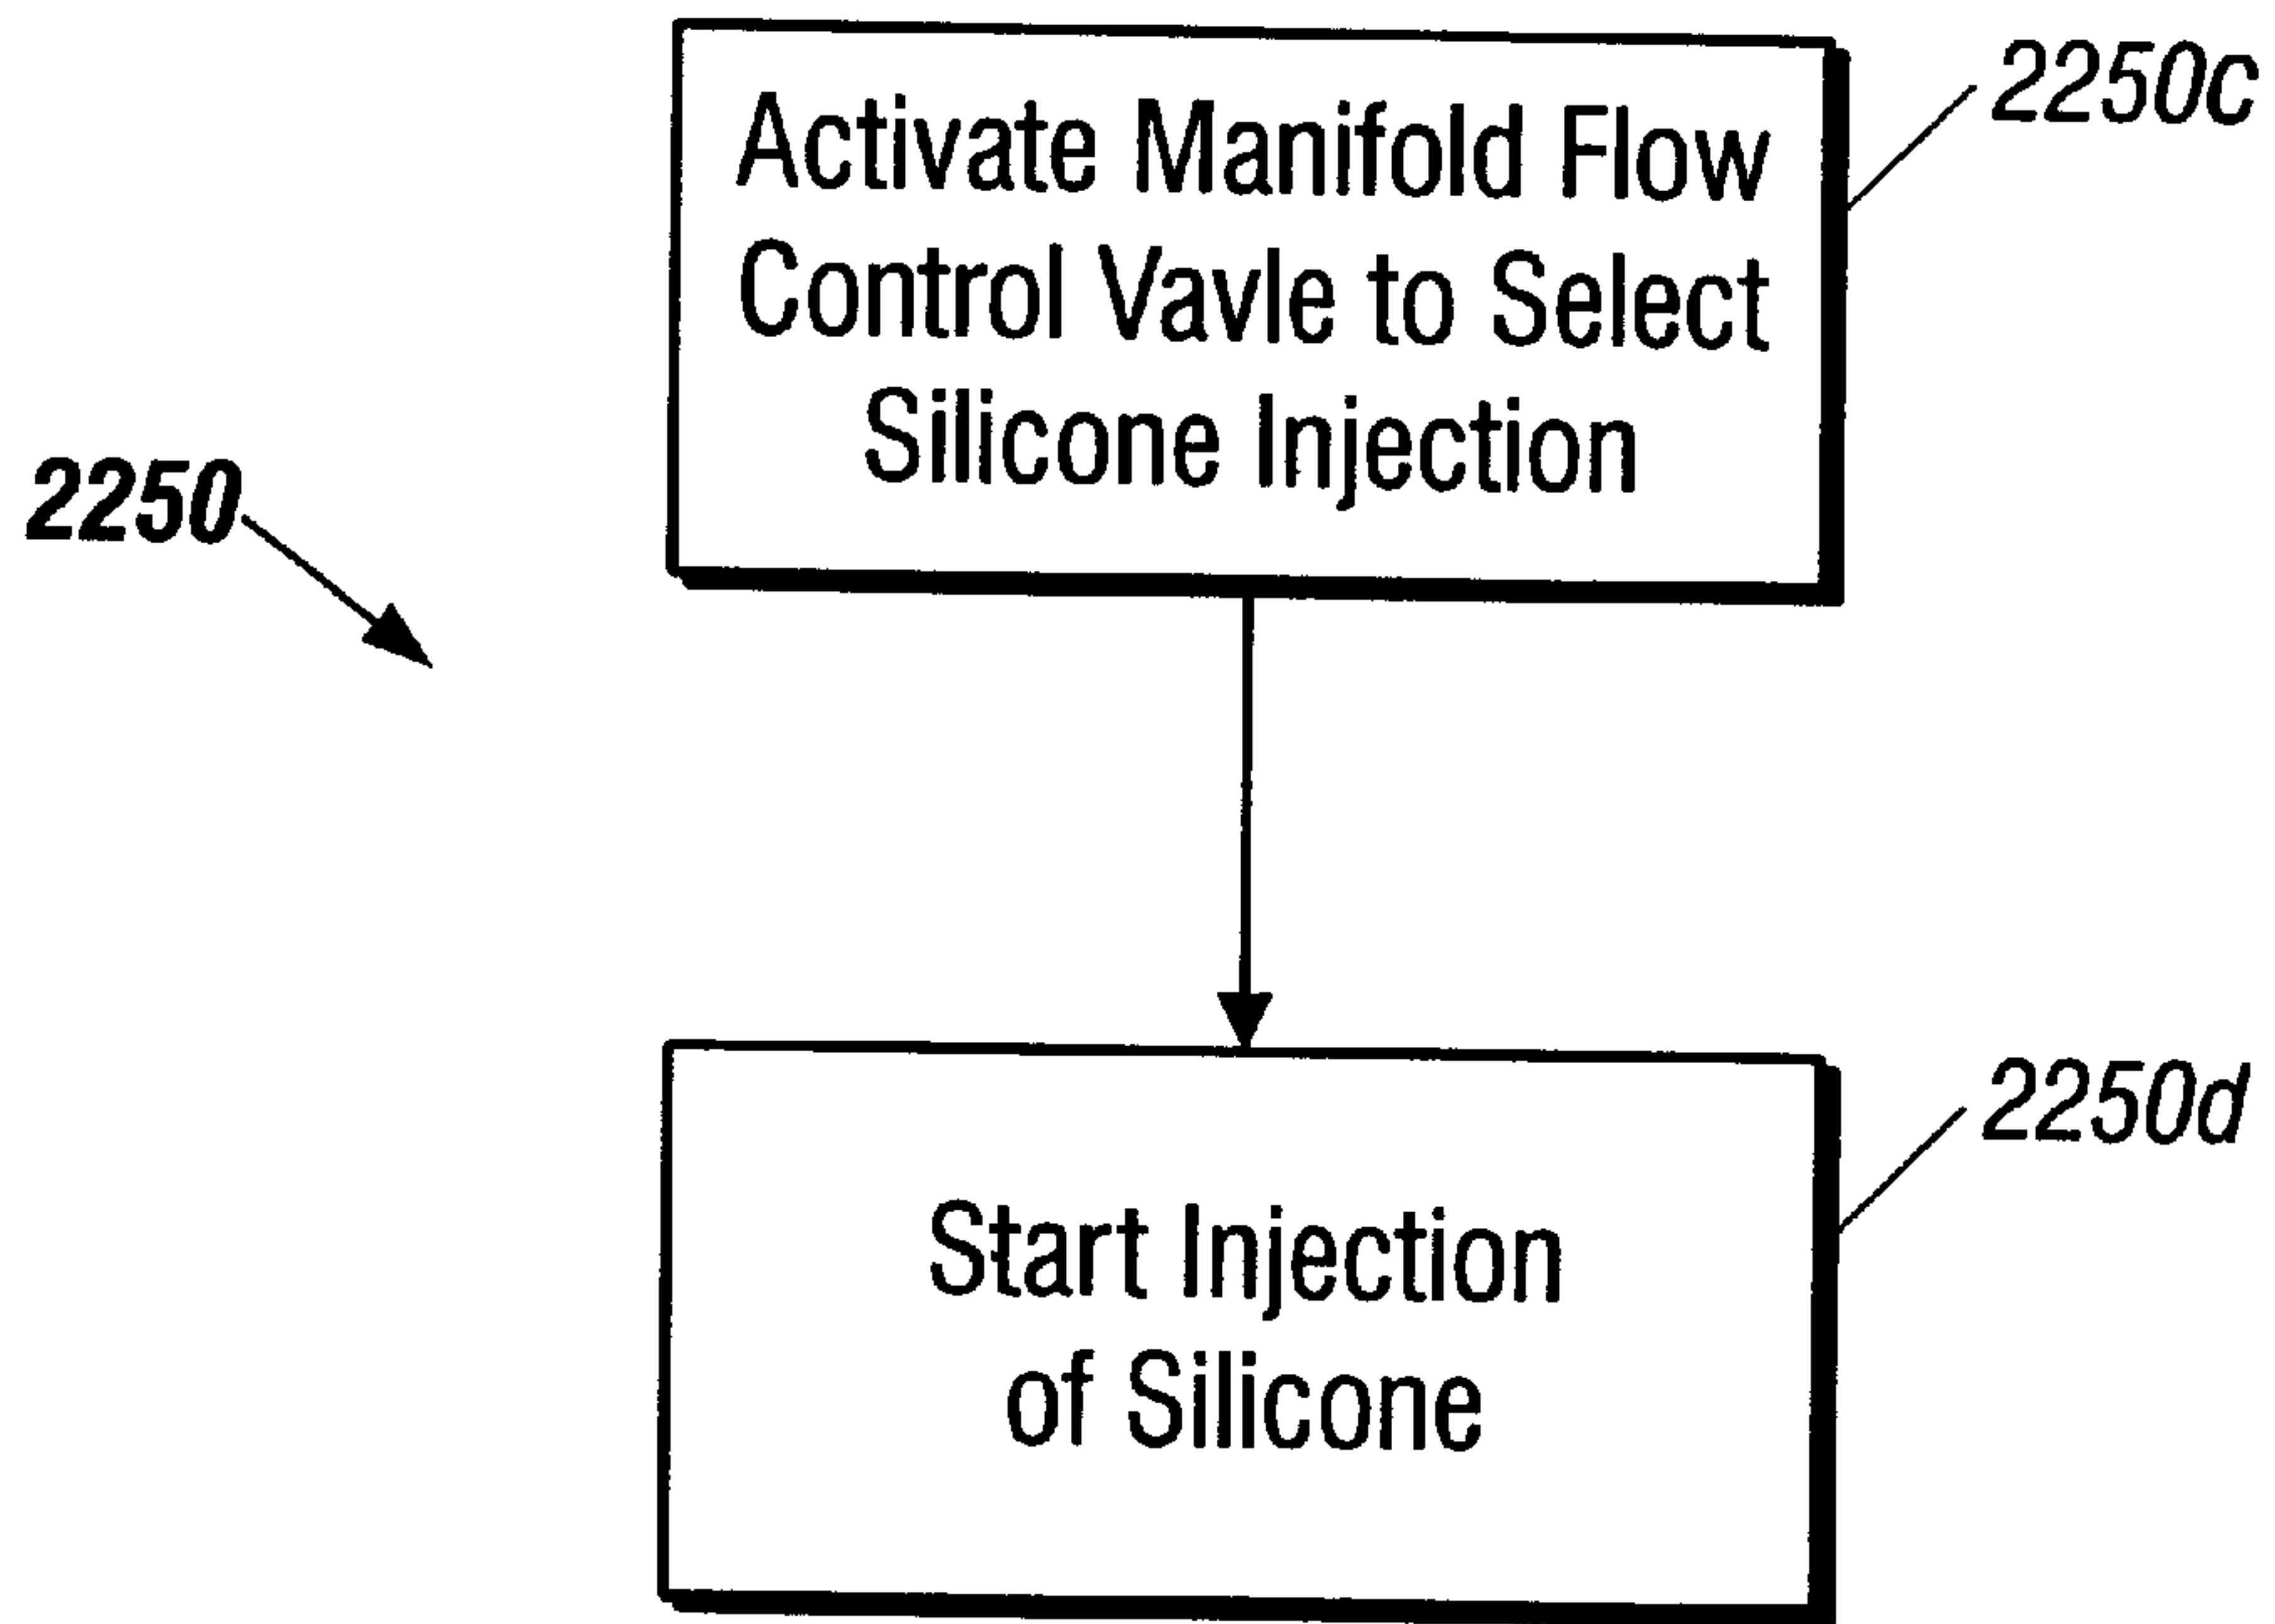 Activate Manifold Flow
Control Vavle to Select
Silicone Injection
2250c
2250
Start Injection
of Silicone
2250d